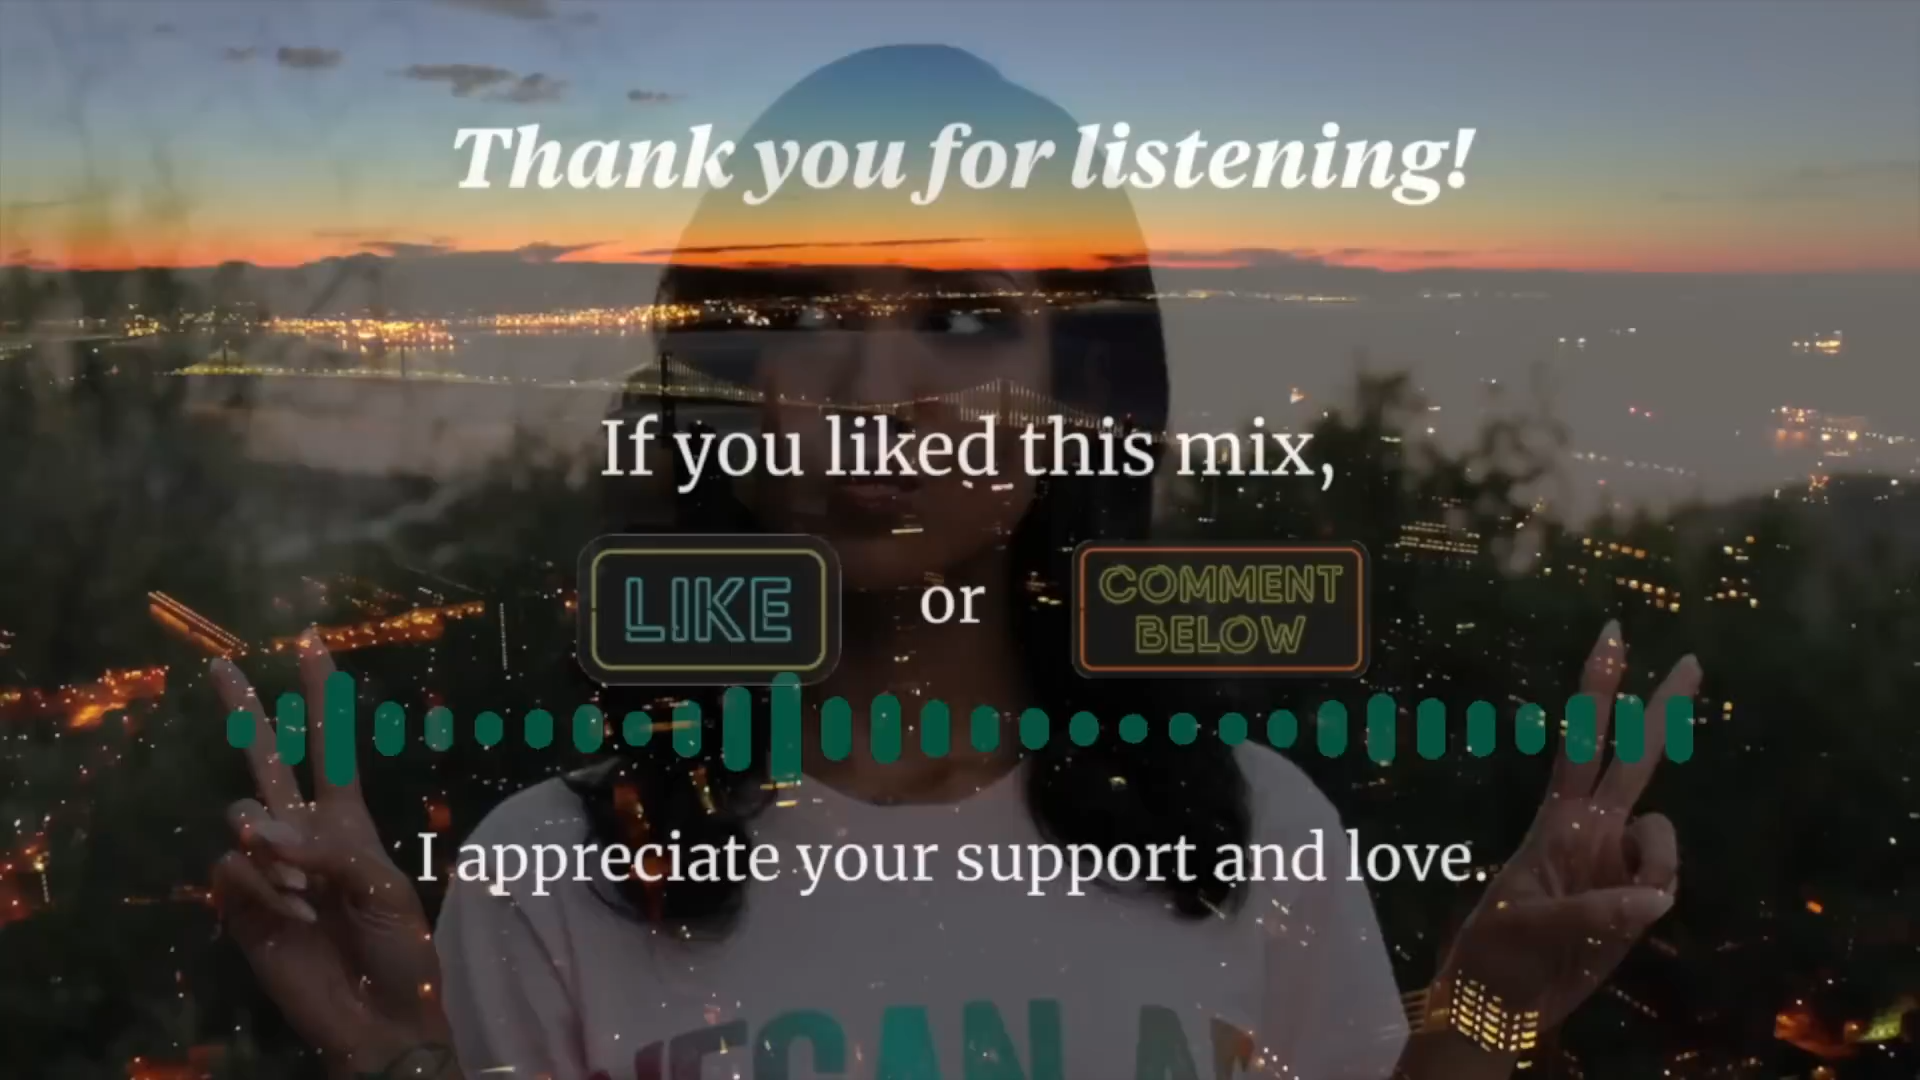 Thank you for listening!
If you liked this mix,
LIKE
or
COMMENT
BELOW
I appreciate your support and love.